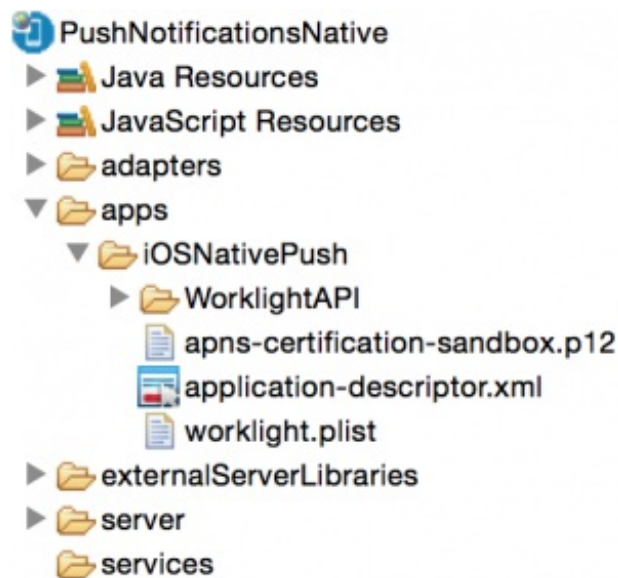 PushNotificationsNative
Java Resources
JavaScript Resources
adapters
apps
iOSNativePush
WorklightAPI
apns-certification-sandbox.p12
application-descriptor.xml
worklight.plist
externalServerLibraries
server
services